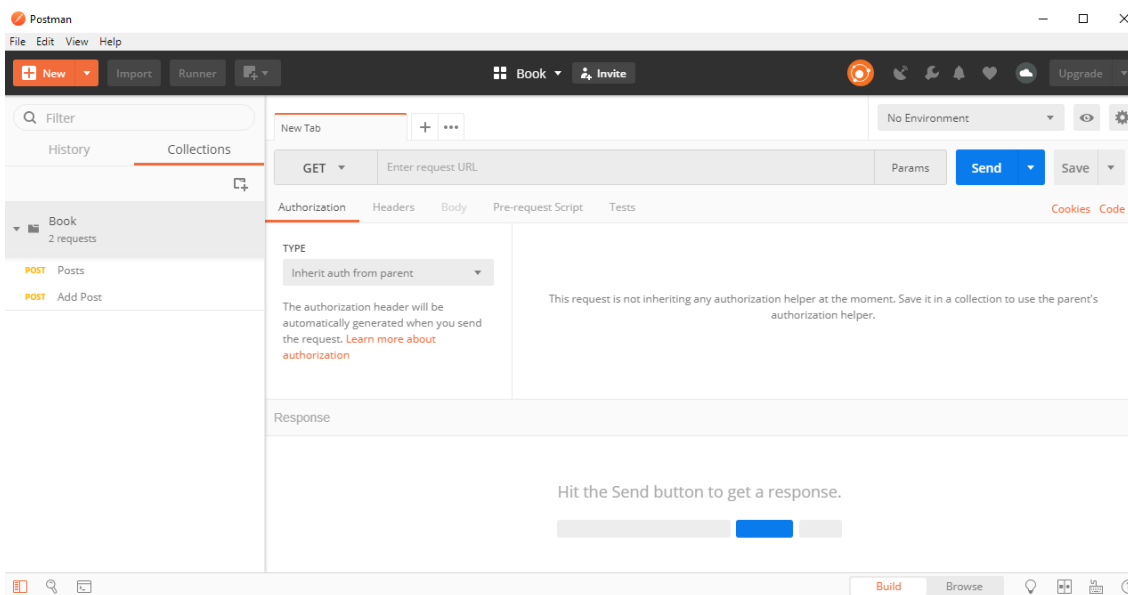 Postman
File Edit View Help
New Import Runner Book Invite Upgrade
Filter
History Collections
Book
2 requests
POST Posts
POST Add Post
New Tab
No Environment
GET Enter request URL Params Send Save
Authorization Headers Body Pre-request Script Tests Cookies Code
TYPE
Inherit auth from parent
The authorization header will be
automatically generated when you send
the request. Learn more about
authorization
This request is not inheriting any authorization helper at the moment. Save it in a collection to use the parent's
authorization helper.
Response
Hit the Send button to get a response.
Build Browse